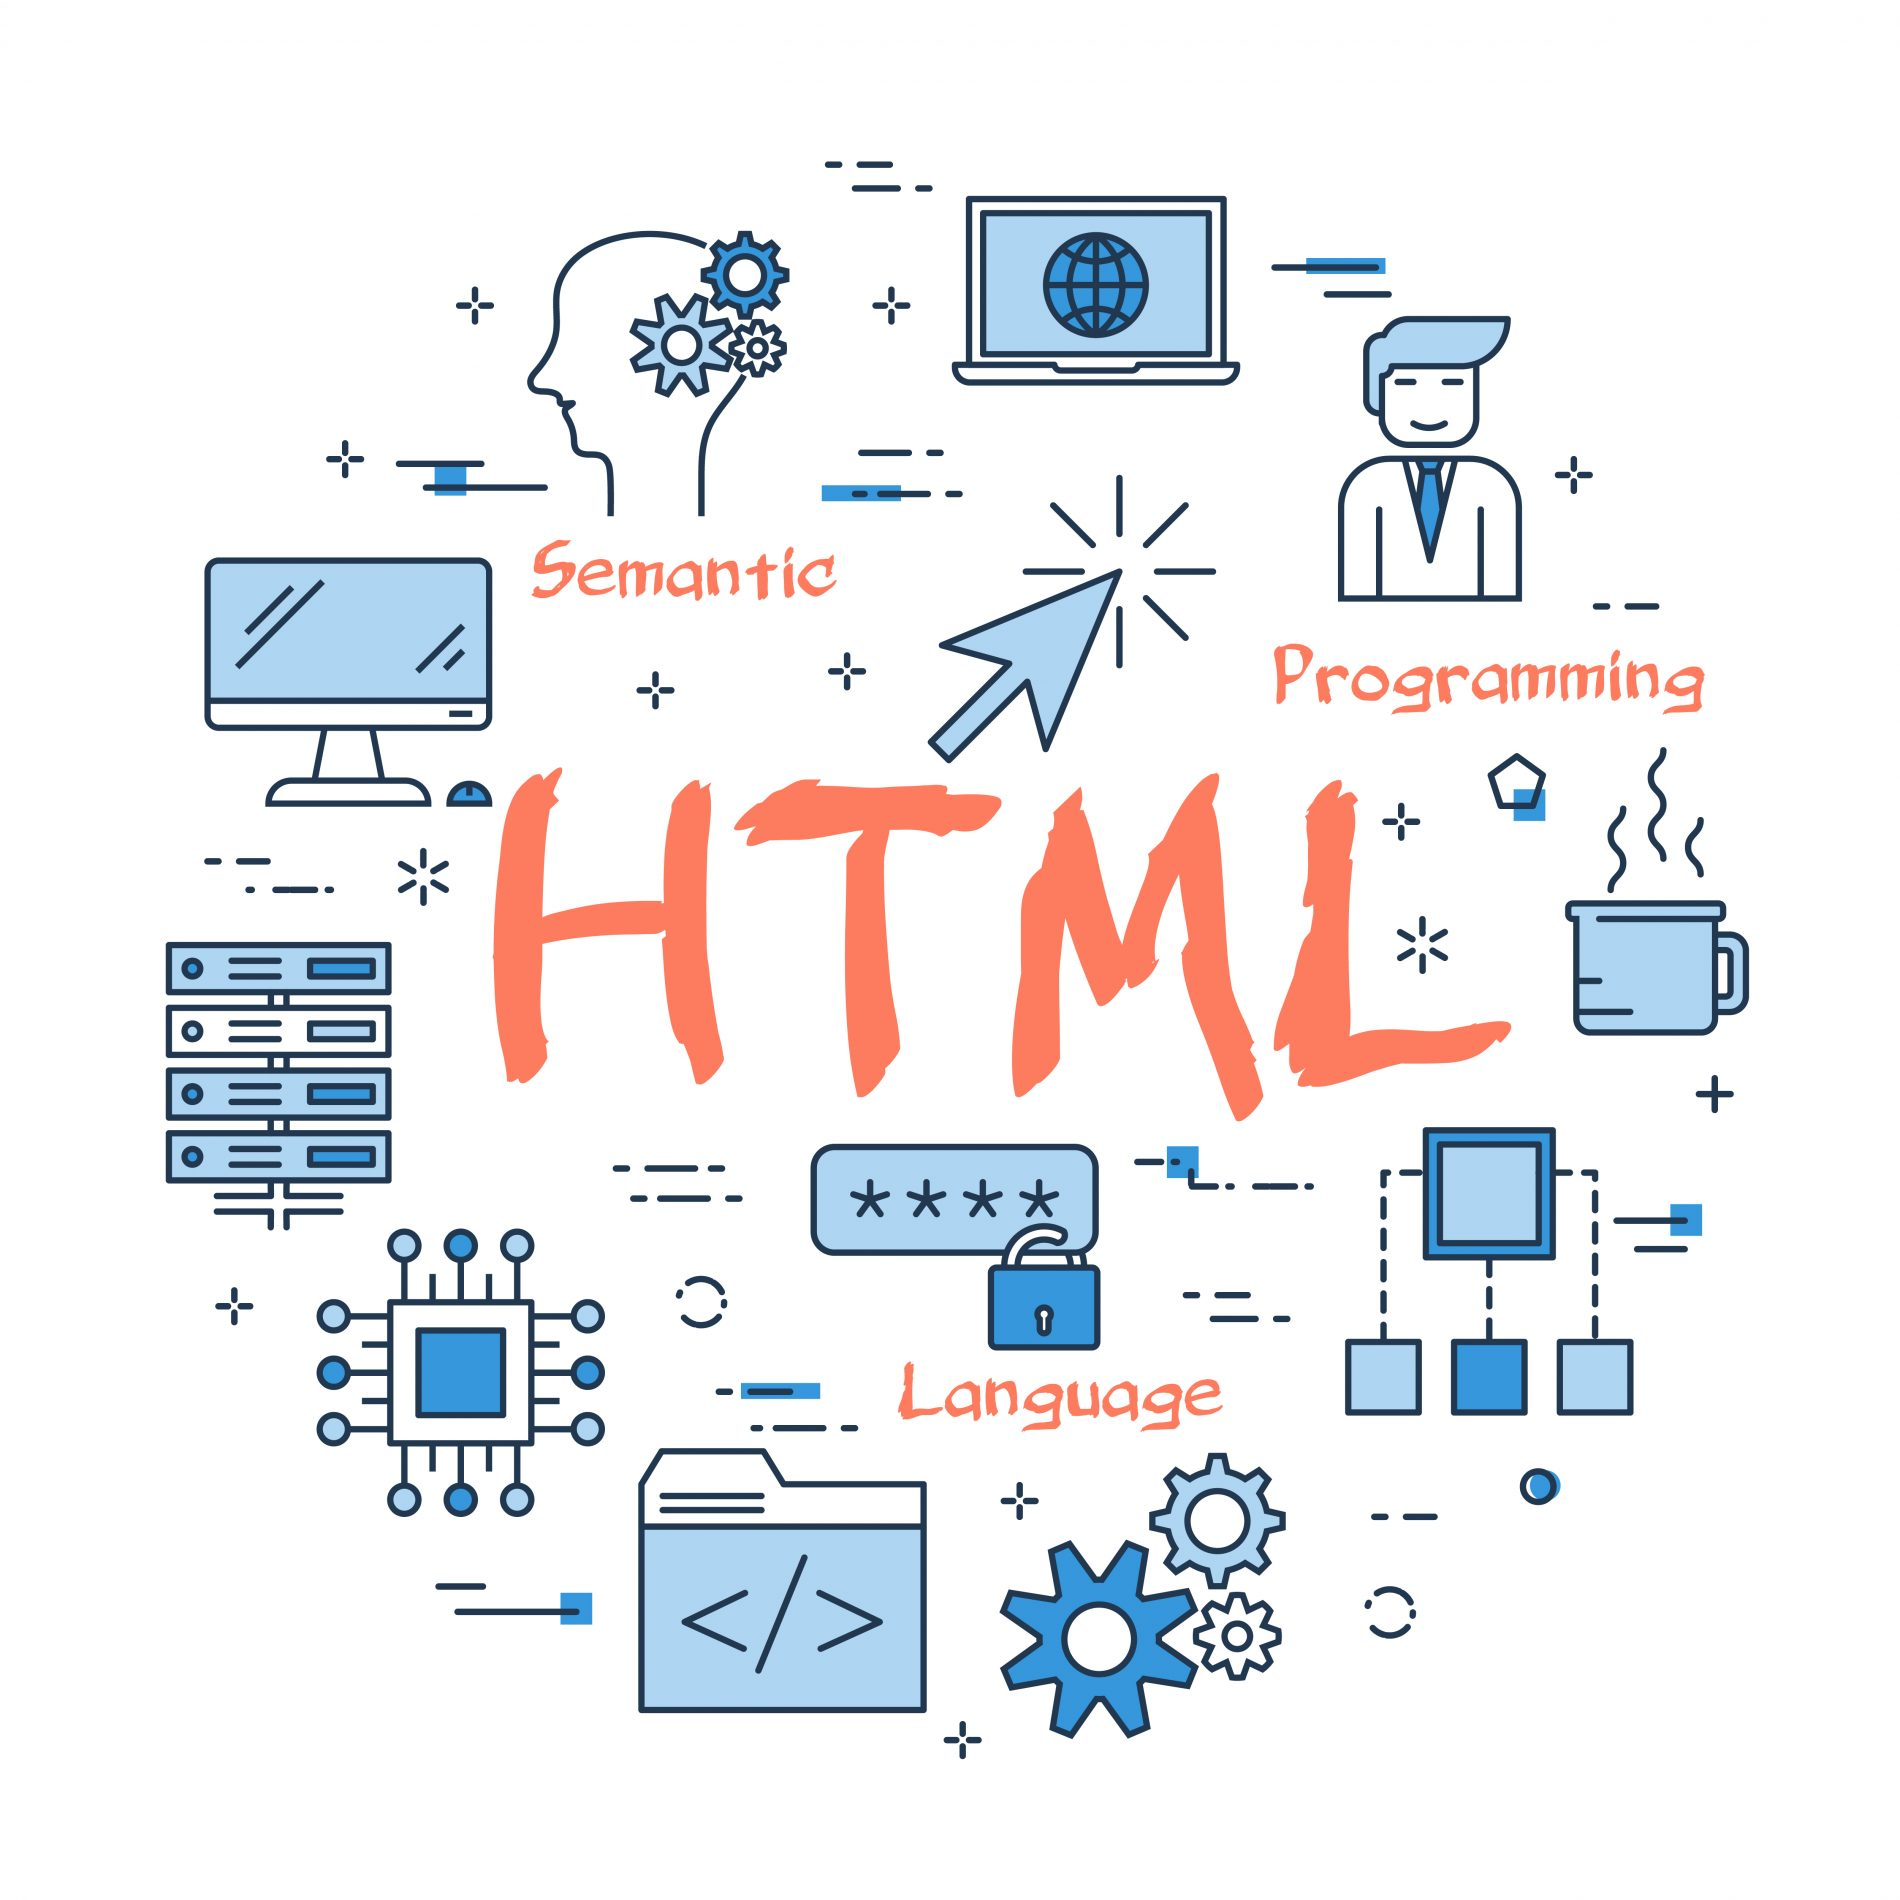 Semantic
Programming
HTML
****
Language
</>